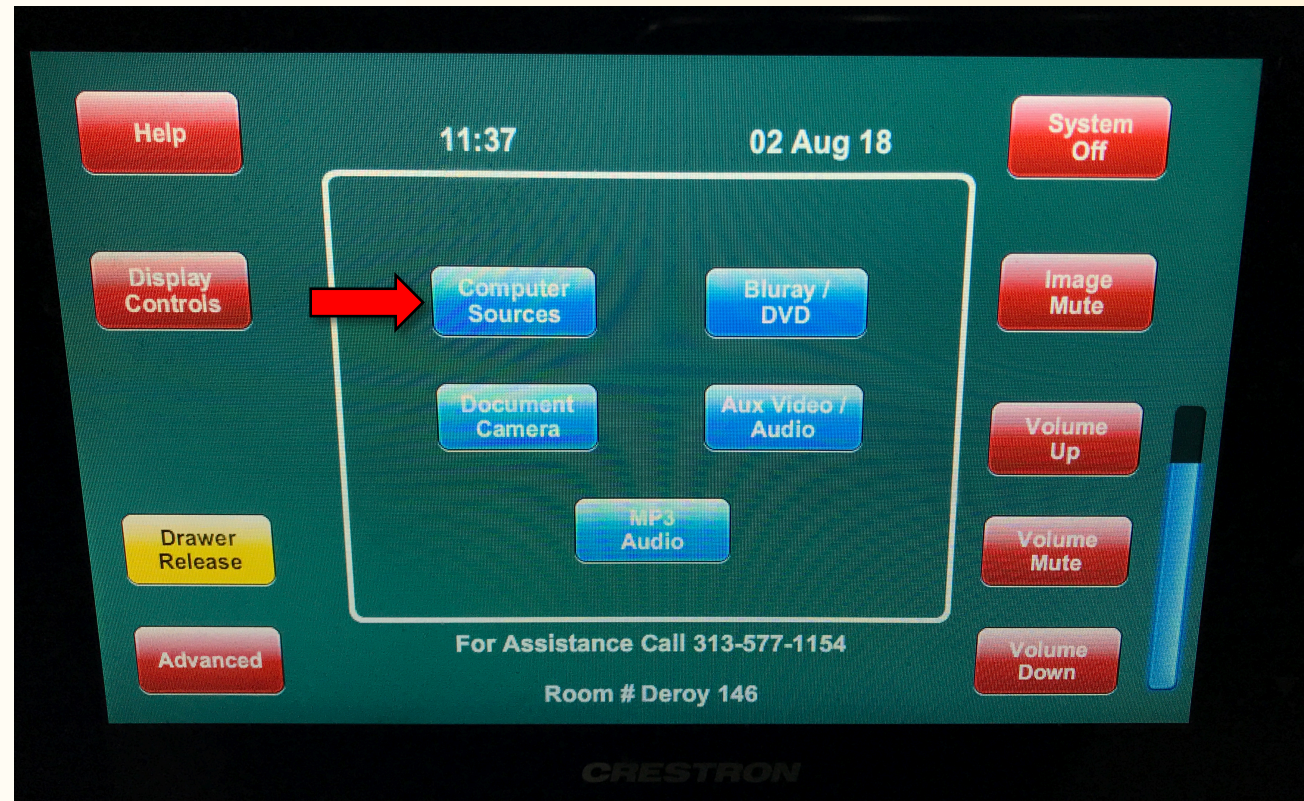 Help
11:37
02 Aug 18
System
Off
Display
Controls
Computer
Sources
Bluray /
DVD
Image
Mute
Document
Camera
Aux Video /
Audio
Volume
Up
MP3
Audio
Drawer
Release
Volume
Mute
Advanced
For Assistance Call 313-577-1154
Room # Deroy 146
Volume
Down
CRESTRON